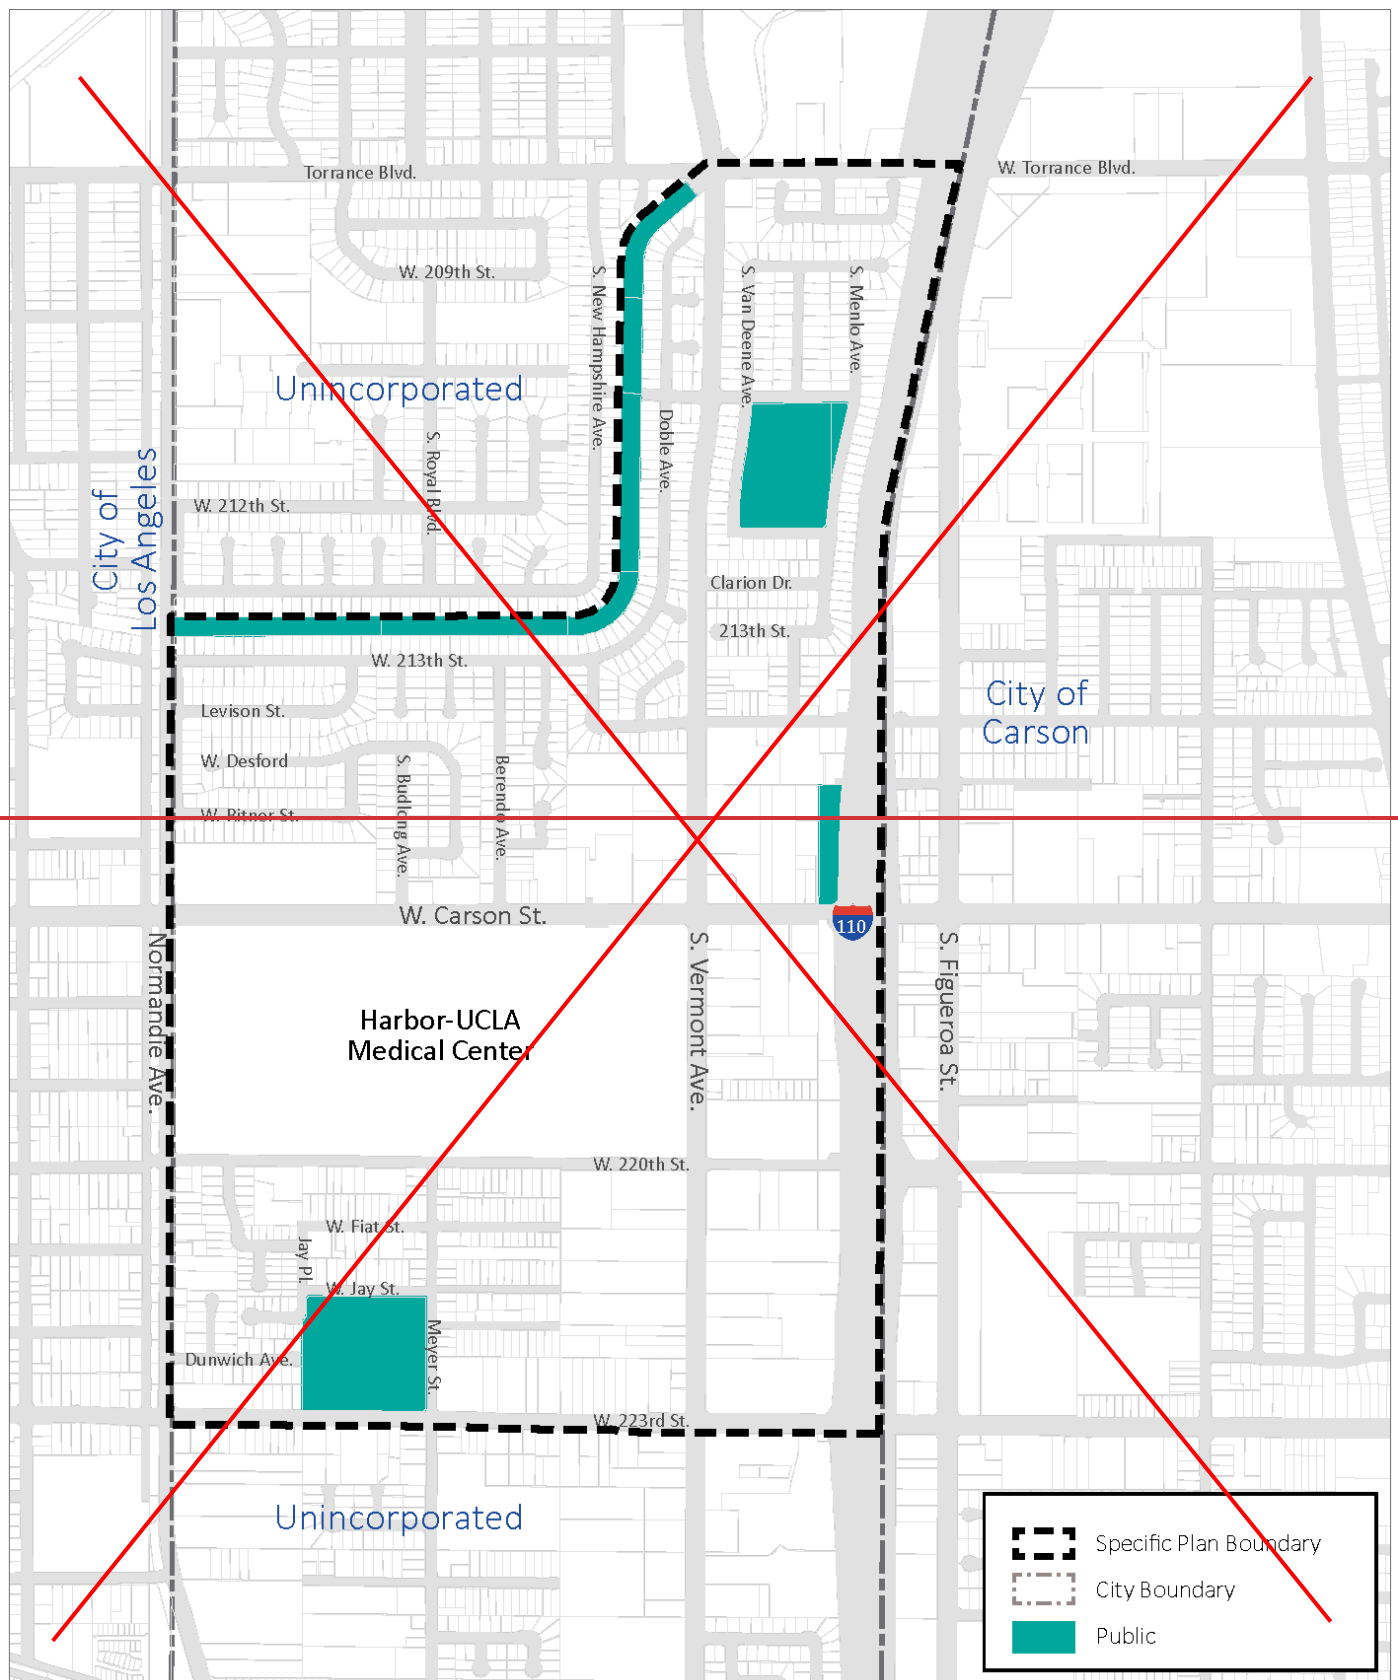 Torrance Blvd.
W. Torrance Blvd.
W. 209th St.
S. New Hampshire Ave.
S. Van Deene Ave.
S. Menlo Ave.
Unincorporated
Doble Ave.
S. Royal Blvd.
City of
Los Angeles
W. 212th St.
Clarion Dr.
213th St.
W. 213th St.
City of
Carson
Levison St.
W. Desford
S. Budlong Ave.
Berendo Ave.
W. Ritner St.
W. Carson St.
110
Normandie Ave.
S. Vermont Ave.
S. Figueroa St.
Harbor-UCLA
Medical Center
W. 220th St.
W. Fiat St.
Jay Pl.
W. Jay St.
Meyer St.
Dunwich Ave.
W. 223rd St.
Unincorporated
Specific Plan Boundary
City Boundary
Public